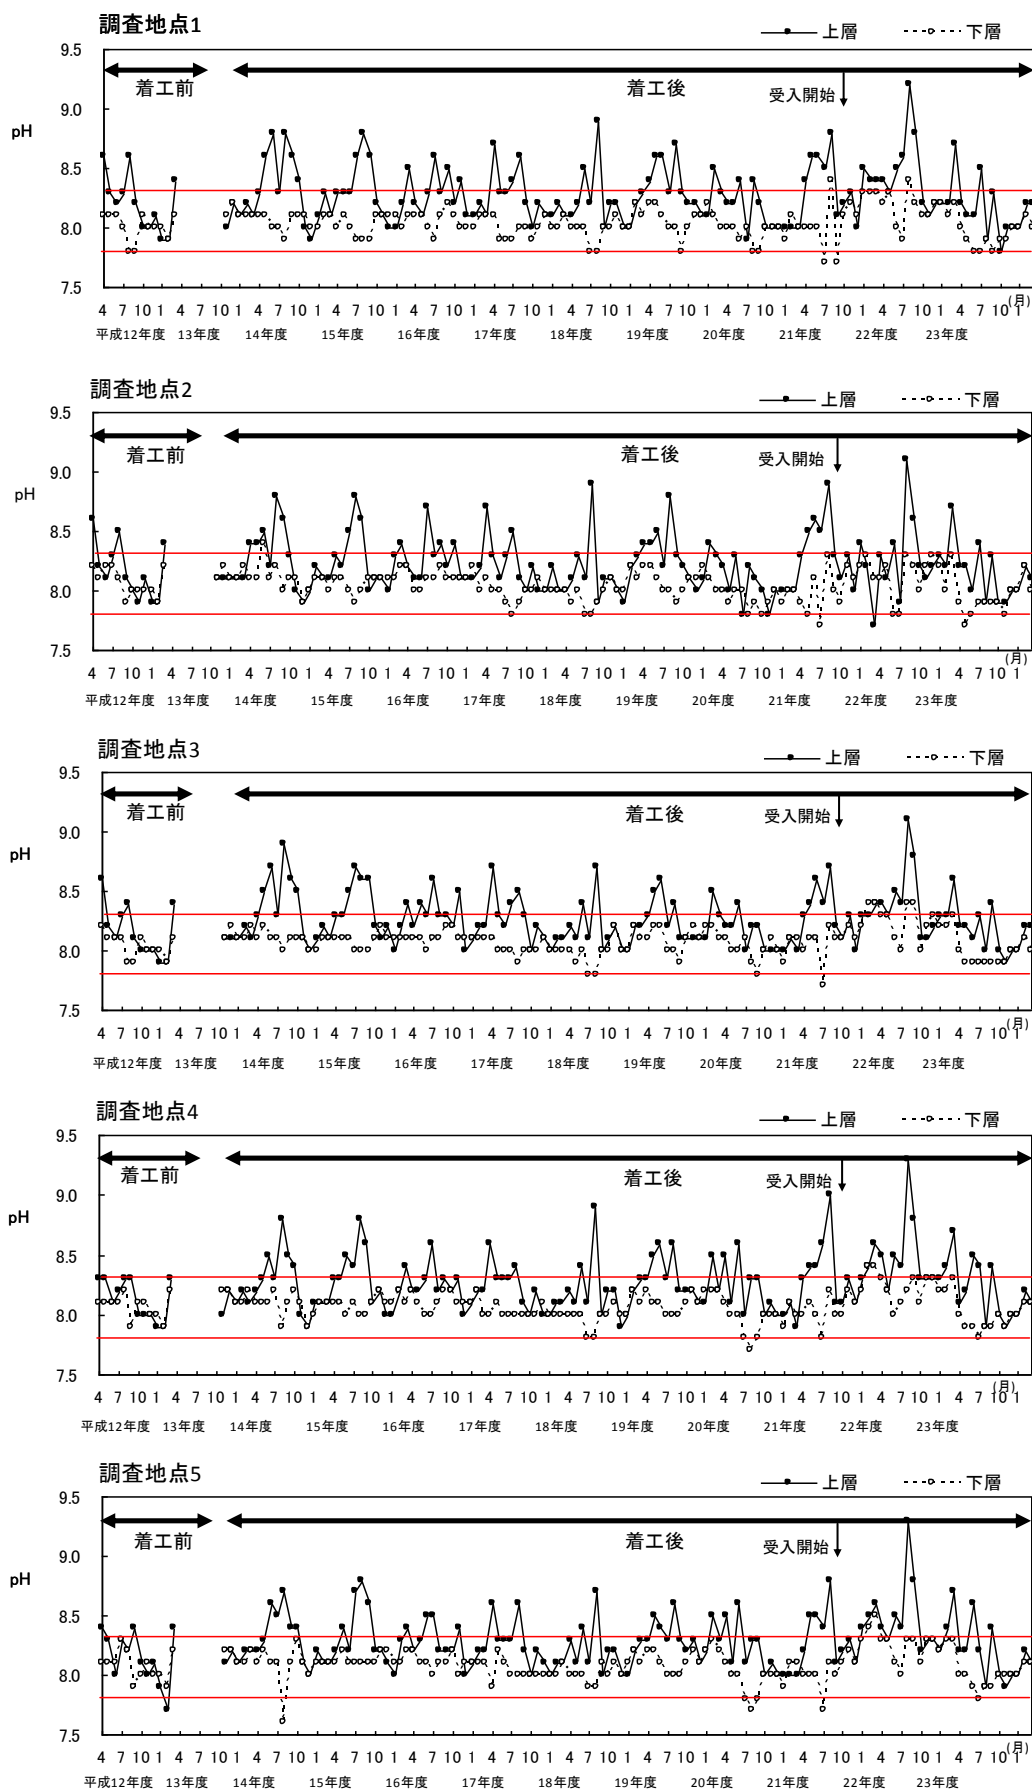 調査地点1
上層 下層
9.5
着工前 着工後
受入開始
9.0
pH
8.5
8.0
7.5
(月)
4 7 10 1 4 7 10 1 4 7 10 1 4 7 10 1 4 7 10 1 4 7 10 1 4 7 10 1 4 7 10 1 4 7 10 1 4 7 10 1 4 7 10 1 4 7 10 1
平成12年度 13年度 14年度 15年度 16年度 17年度 18年度 19年度 20年度 21年度 22年度 23年度
調査地点2
上層 下層
9.5
着工前 着工後
受入開始
9.0
pH
8.5
8.0
7.5
(月)
4 7 10 1 4 7 10 1 4 7 10 1 4 7 10 1 4 7 10 1 4 7 10 1 4 7 10 1 4 7 10 1 4 7 10 1 4 7 10 1 4 7 10 1 4 7 10 1
平成12年度 13年度 14年度 15年度 16年度 17年度 18年度 19年度 20年度 21年度 22年度 23年度
調査地点3
上層 下層
9.5
着工前 着工後
受入開始
9.0
pH
8.5
8.0
7.5
(月)
4 7 10 1 4 7 10 1 4 7 10 1 4 7 10 1 4 7 10 1 4 7 10 1 4 7 10 1 4 7 10 1 4 7 10 1 4 7 10 1 4 7 10 1 4 7 10 1
平成12年度 13年度 14年度 15年度 16年度 17年度 18年度 19年度 20年度 21年度 22年度 23年度
調査地点4
上層 下層
9.5
着工前 着工後
受入開始
9.0
pH
8.5
8.0
7.5
(月)
4 7 10 1 4 7 10 1 4 7 10 1 4 7 10 1 4 7 10 1 4 7 10 1 4 7 10 1 4 7 10 1 4 7 10 1 4 7 10 1 4 7 10 1 4 7 10 1
平成12年度 13年度 14年度 15年度 16年度 17年度 18年度 19年度 20年度 21年度 22年度 23年度
調査地点5
上層 下層
9.5
着工前 着工後
受入開始
9.0
pH
8.5
8.0
7.5
(月)
4 7 10 1 4 7 10 1 4 7 10 1 4 7 10 1 4 7 10 1 4 7 10 1 4 7 10 1 4 7 10 1 4 7 10 1 4 7 10 1 4 7 10 1 4 7 10 1
平成12年度 13年度 14年度 15年度 16年度 17年度 18年度 19年度 20年度 21年度 22年度 23年度